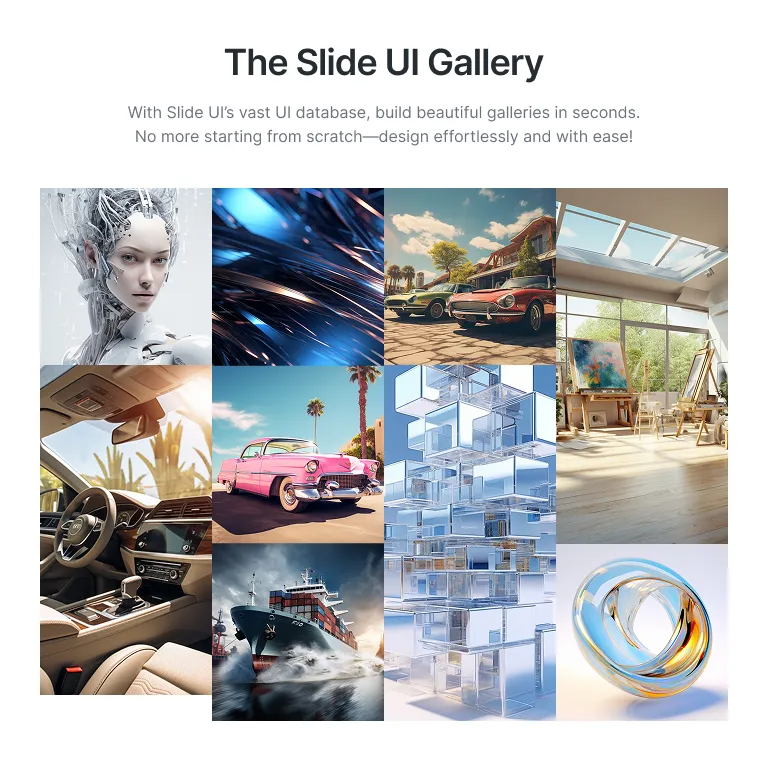 The Slide UI Gallery
With Slide UI’s vast UI database, build beautiful galleries in seconds.
No more starting from scratch—design effortlessly and with ease!